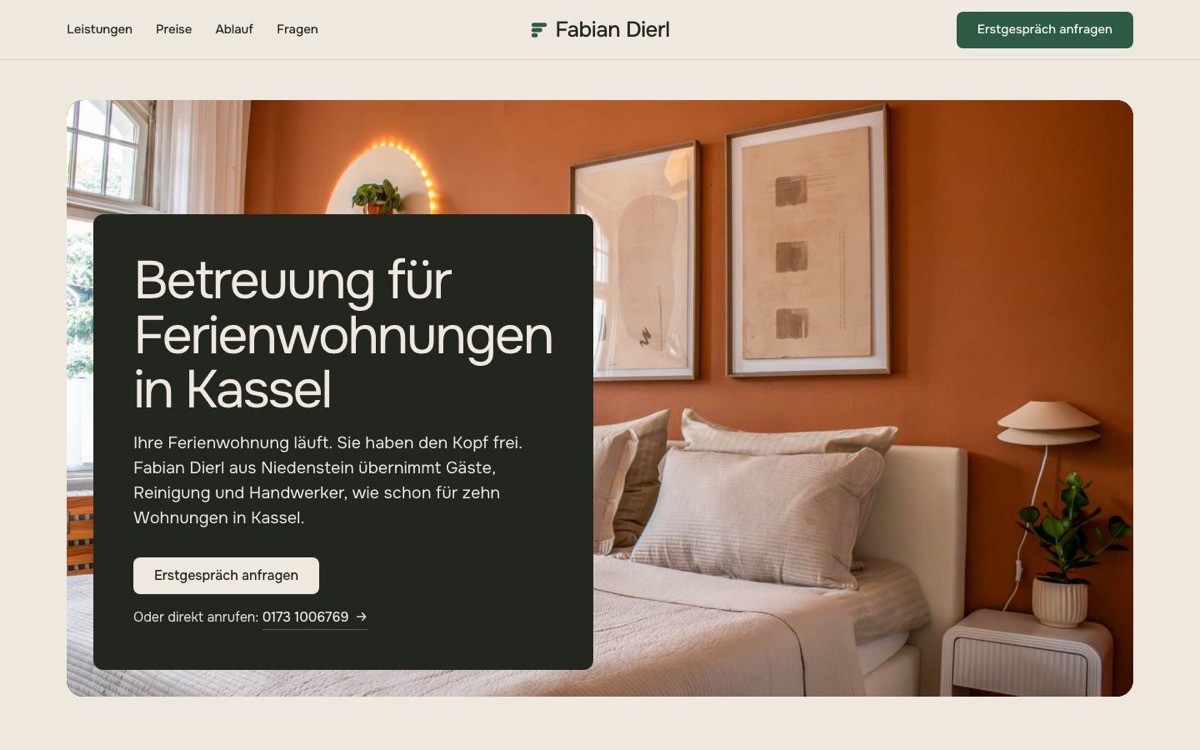 Leistungen Preise Ablauf Fragen
Fabian Dierl
Erstgespräch anfragen
Betreuung für
Ferienwohnungen
in Kassel
Ihre Ferienwohnung läuft. Sie haben den Kopf frei.
Fabian Dierl aus Niedenstein übernimmt Gäste,
Reinigung und Handwerker, wie schon für zehn
Wohnungen in Kassel.
Erstgespräch anfragen
Oder direkt anrufen: 0173 1006769 →